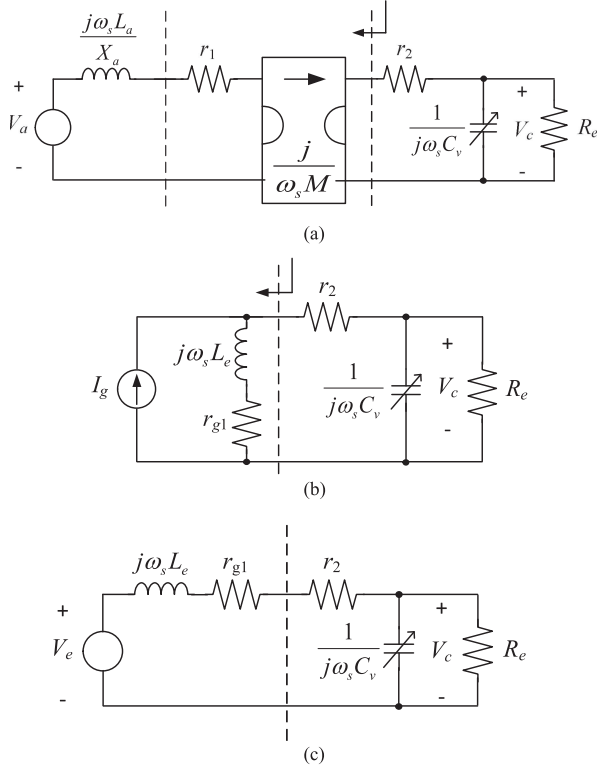 jωsLa
Xa
r1
r2
+
Va
-
1
jωsCv
+
Vc
-
Re
j
ωsM
(a)
r2
jωsLe
Ig
rg1
1
jωsCv
+
Vc
-
Re
(b)
jωsLe
rg1
r2
+
Ve
-
1
jωsCv
+
Vc
-
Re
(c)